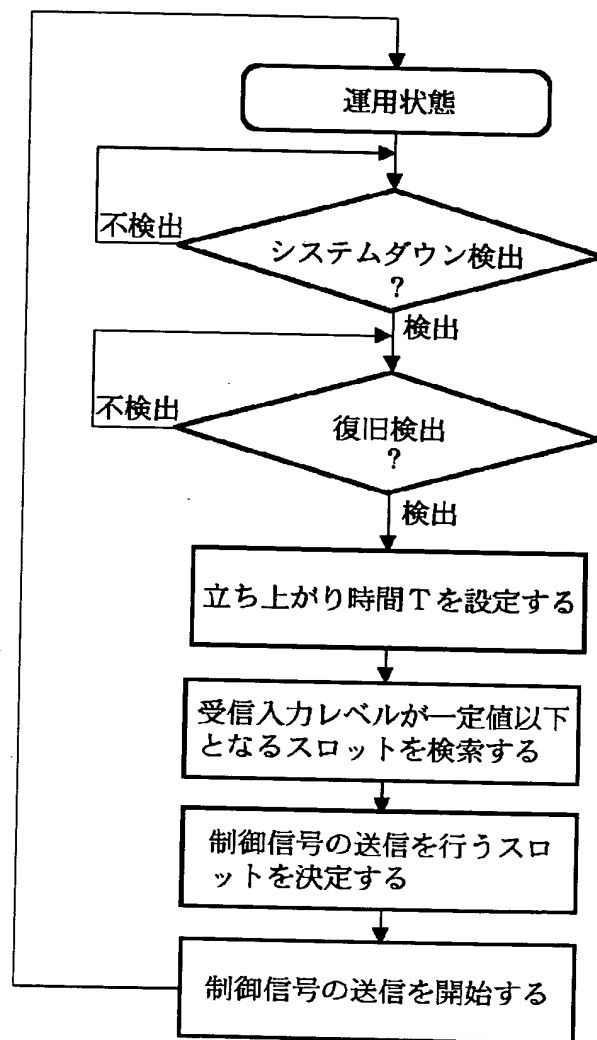 運用状態
不検出
システムダウン検出
?
検出
不検出
復旧検出
?
検出
立ち上がり時間Tを設定する
受信入力レベルが一定値以下
となるスロットを検索する
制御信号の送信を行うスロ
ットを決定する
制御信号の送信を開始する